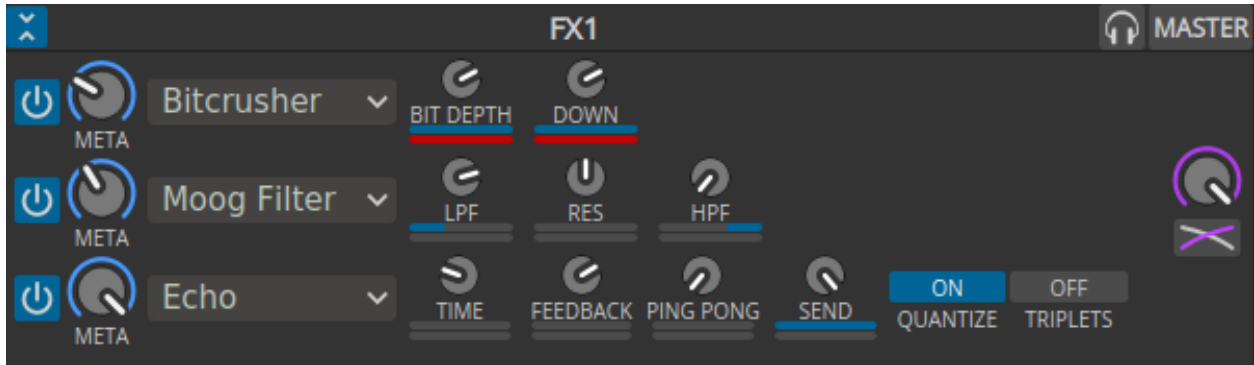 FX1
MASTER
META
Bitcrusher
BIT DEPTH
DOWN
META
Moog Filter
LPF
RES
HPF
META
Echo
TIME
FEEDBACK
PING PONG
SEND
ON
QUANTIZE
OFF
TRIPLETS